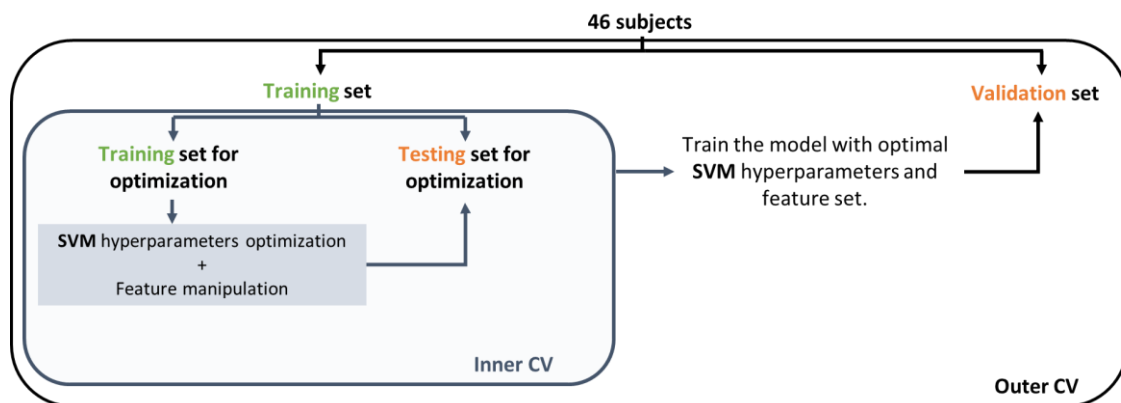 46 subjects
Training set
Validation set
Training set for
optimization
Testing set for
optimization
Train the model with optimal
SVM hyperparameters and
feature set.
SVM hyperparameters optimization
+
Feature manipulation
Inner CV
Outer CV